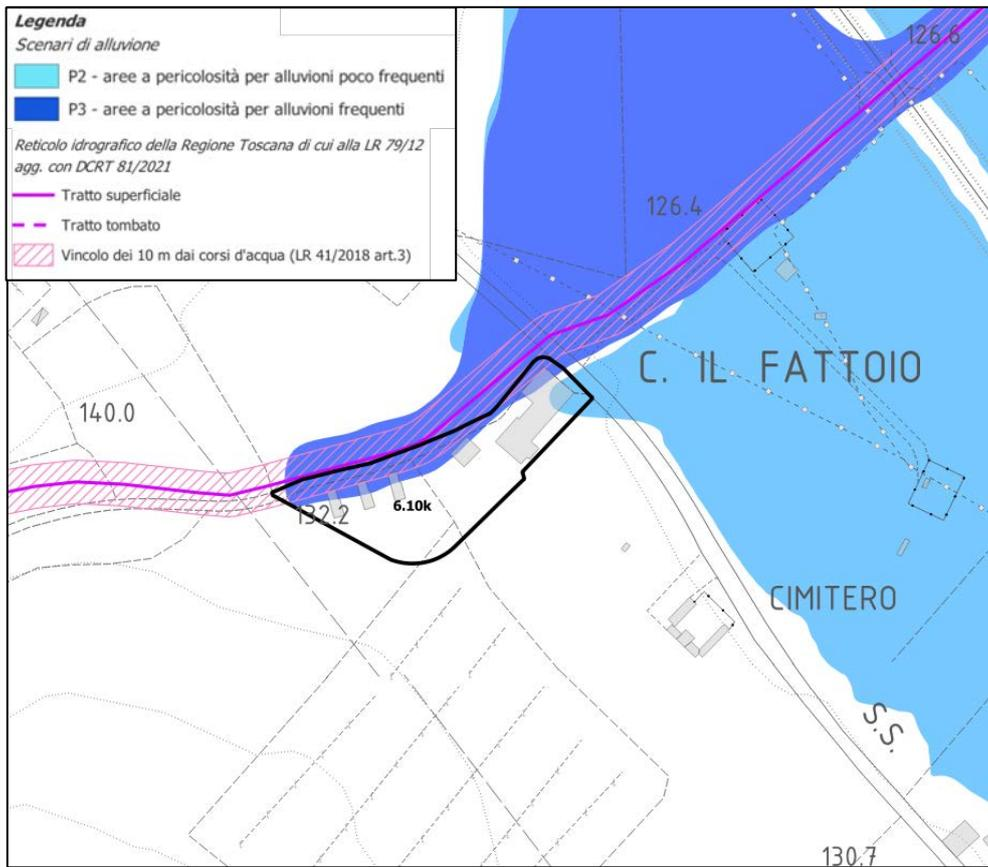 Legenda
Scenari di alluvione
P2 - aree a pericolosità per alluvioni poco frequenti
P3 - aree a pericolosità per alluvioni frequenti
Reticolo idrografico della Regione Toscana di cui alla LR 79/12
agg. con DCRT 81/2021
Tratto superficiale
Tratto tombato
Vincolo dei 10 m dai corsi d'acqua (LR 41/2018 art.3)
126.6
126.4
C. IL FATTOIO
140.0
6.10k
132.2
CIMITERO
S.S.
130.7